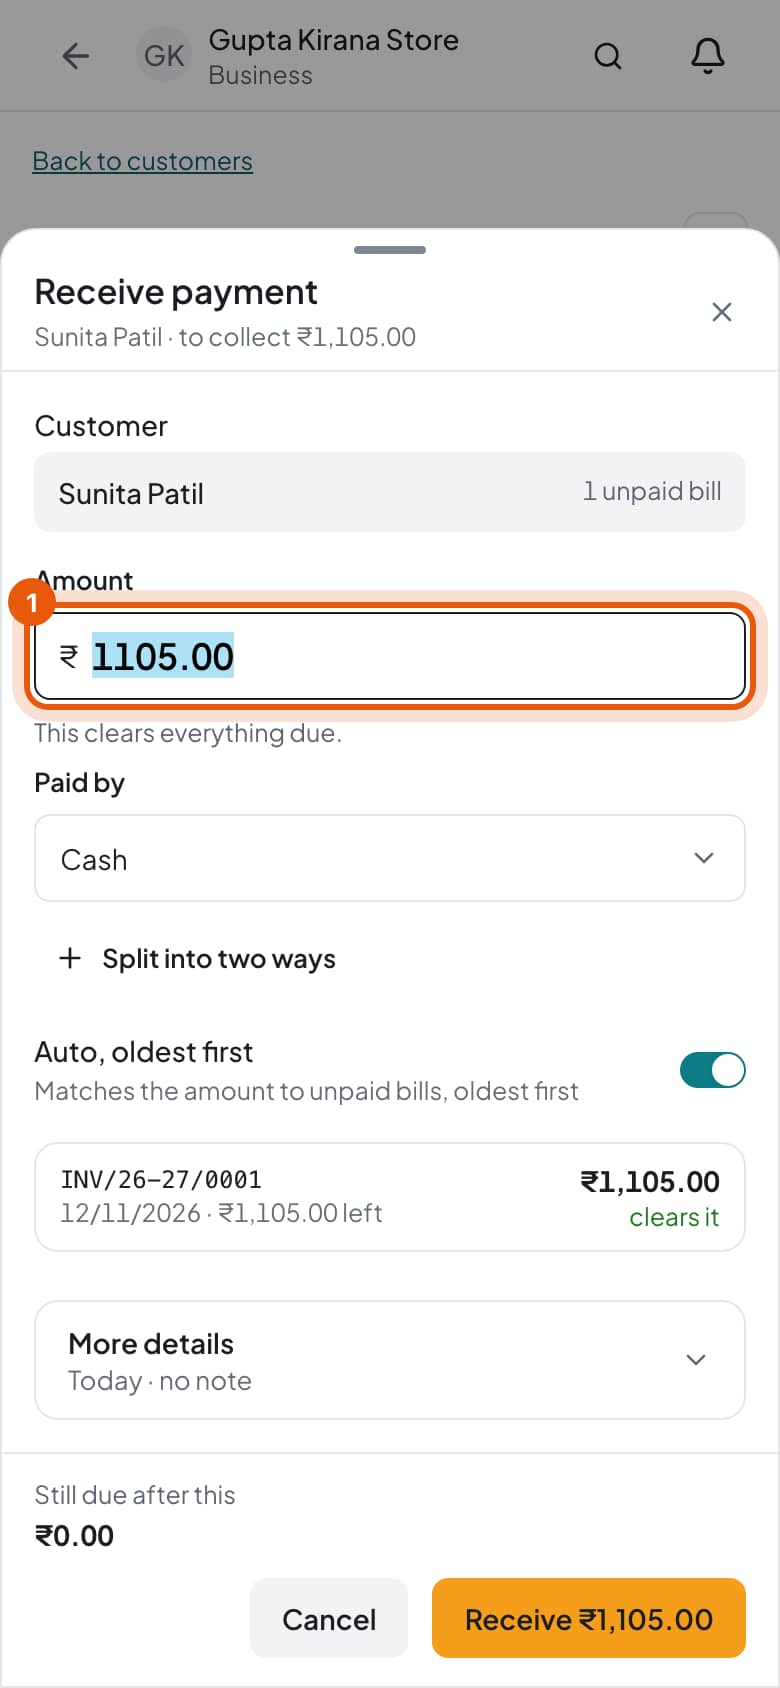 GK
Gupta Kirana Store
Business
Back to customers
Receive payment
Sunita Patil · to collect ₹1,105.00
Customer
Sunita Patil
1 unpaid bill
Amount
1
₹ 1105.00
This clears everything due.
Paid by
Cash
+ Split into two ways
Auto, oldest first
Matches the amount to unpaid bills, oldest first
INV/26-27/0001
₹1,105.00
12/11/2026 · ₹1,105.00 left
clears it
More details
Today · no note
Still due after this
₹0.00
Cancel
Receive ₹1,105.00